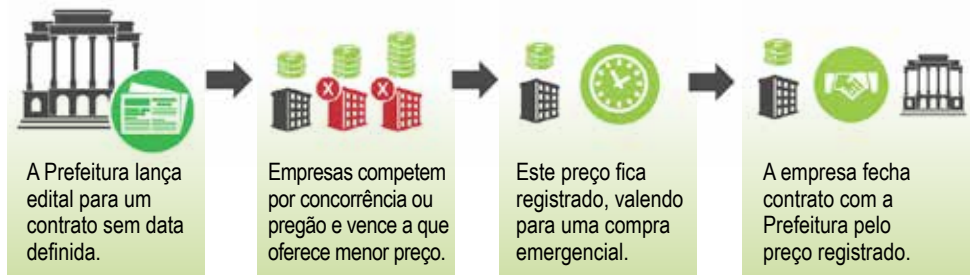 A Prefeitura lança
edital para um
contrato sem data
definida.
Empresas competem
por concorrência ou
pregão e vence a que
oferece menor preço.
Este preço fica
registrado, valendo
para uma compra
emergencial.
A empresa fecha
contrato com a
Prefeitura pelo
preço registrado.